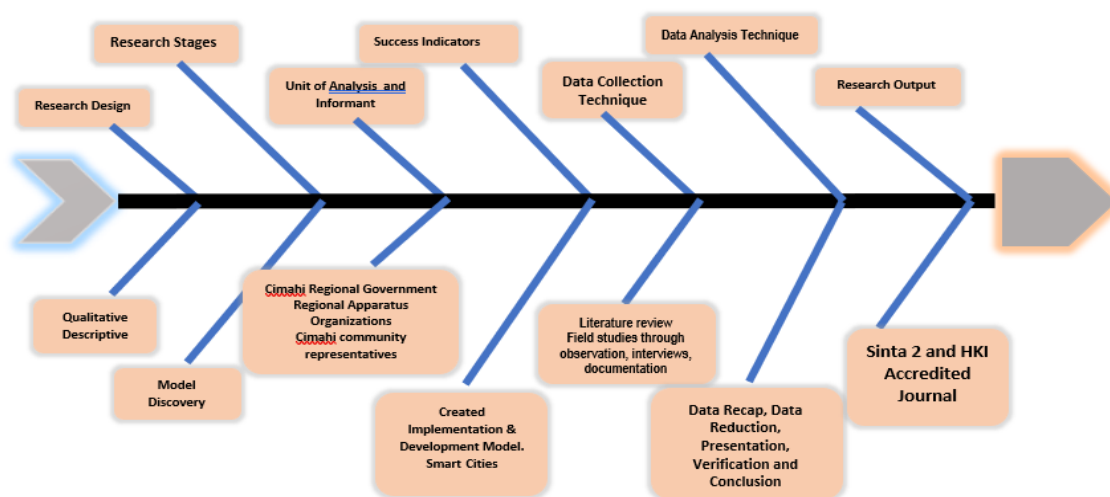 Research Stages
Success Indicators
Data Analysis Technique
Unit of Analysis and
Informant
Data Collection
Technique
Research Output
Research Design
Cimahi Regional Government
Regional Apparatus
Organizations
Cimahi community
representatives
Qualitative
Descriptive
Literature review
Field studies through
observation, interviews,
documentation
Sinta 2 and HKI
Accredited
Journal
Model
Discovery
Created
Implementation &
Development Model.
Smart Cities
Data Recap, Data
Reduction,
Presentation,
Verification and
Conclusion